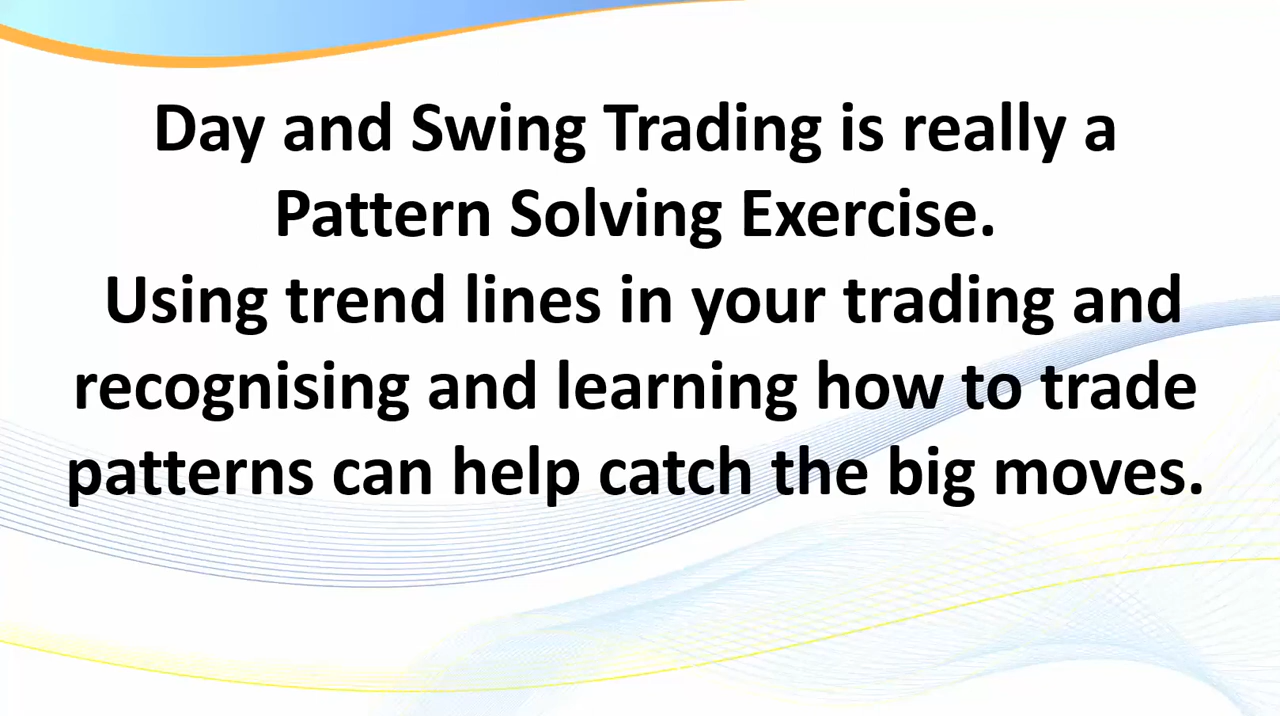 Day and Swing Trading is really a
Pattern Solving Exercise.
Using trend lines in your trading and
recognising and learning how to trade
patterns can help catch the big moves.